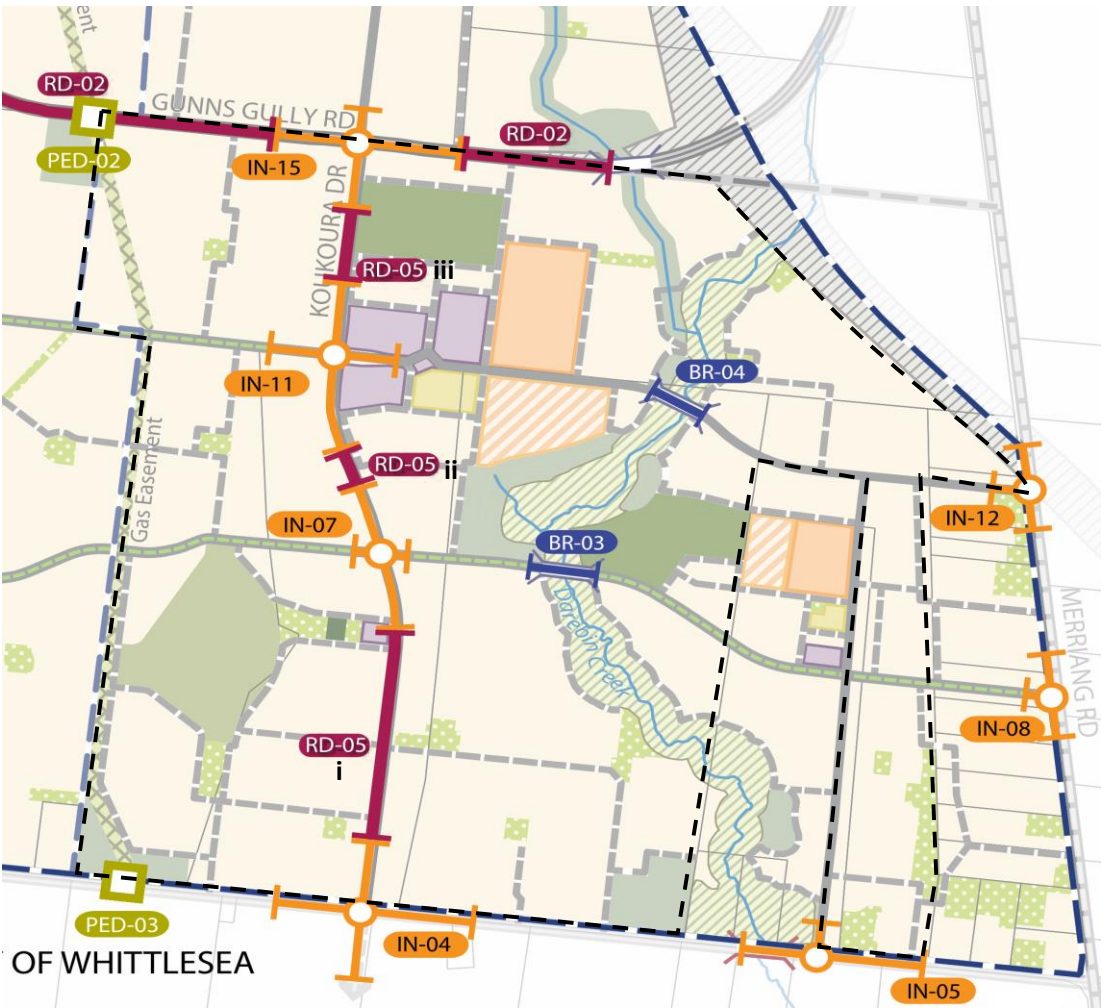 ement
RD-02
GUNNS GULLY RD
RD-02
PED-02
IN-15
KOUKOURA DR
RD-05 iii
IN-11
BR-04
Gas Easement
RD-05 ii
IN-12
IN-07
BR-03
Darebin Creek
MERRIANG RD
IN-08
RD-05
i
PED-03
IN-04
OF WHITTLESEA
IN-05